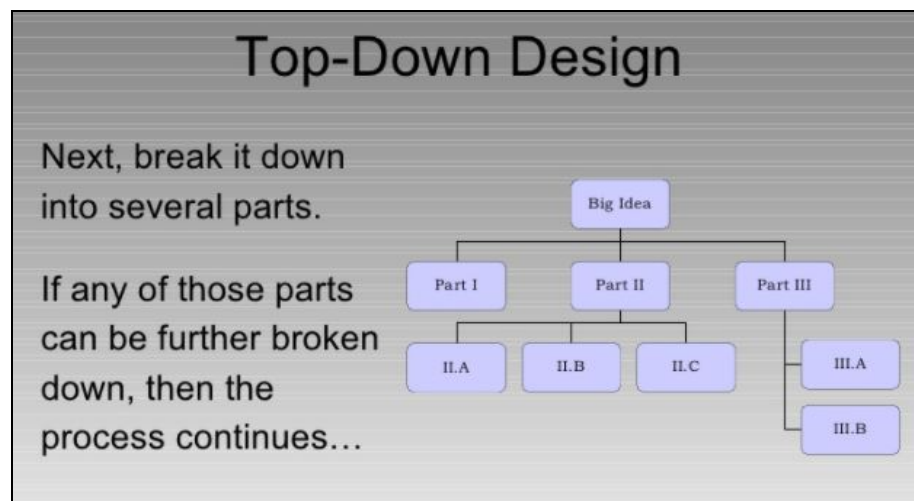 Top-Down Design
Next, break it down
into several parts.
If any of those parts
can be further broken
down, then the
process continues…
Big Idea
Part I
Part II
Part III
II.A
II.B
II.C
III.A
III.B